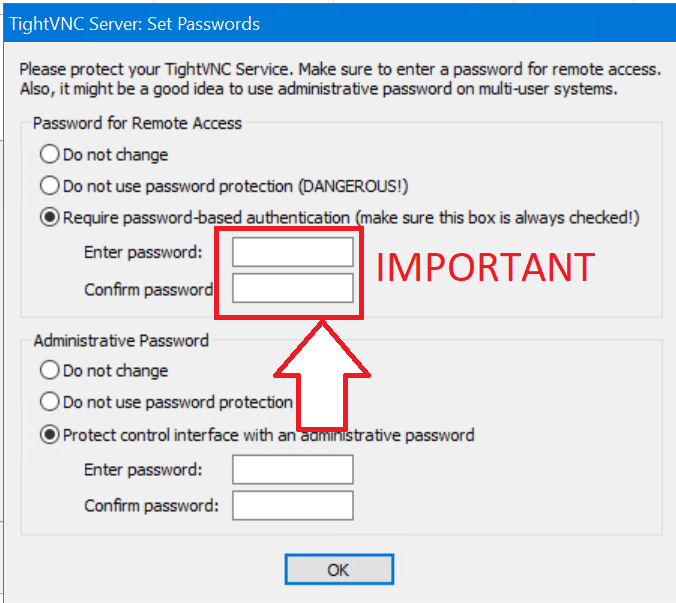 TightVNC Server: Set Passwords
Please protect your TightVNC Service. Make sure to enter a password for remote access.
Also, it might be a good idea to use administrative password on multi-user systems.
Password for Remote Access
Do not change
Do not use password protection (DANGEROUS!)
Require password-based authentication (make sure this box is always checked!)
Enter password:
IMPORTANT
Confirm password
Administrative Password
Do not change
Do not use password protection
Protect control interface with an administrative password
Enter password:
Confirm password:
OK